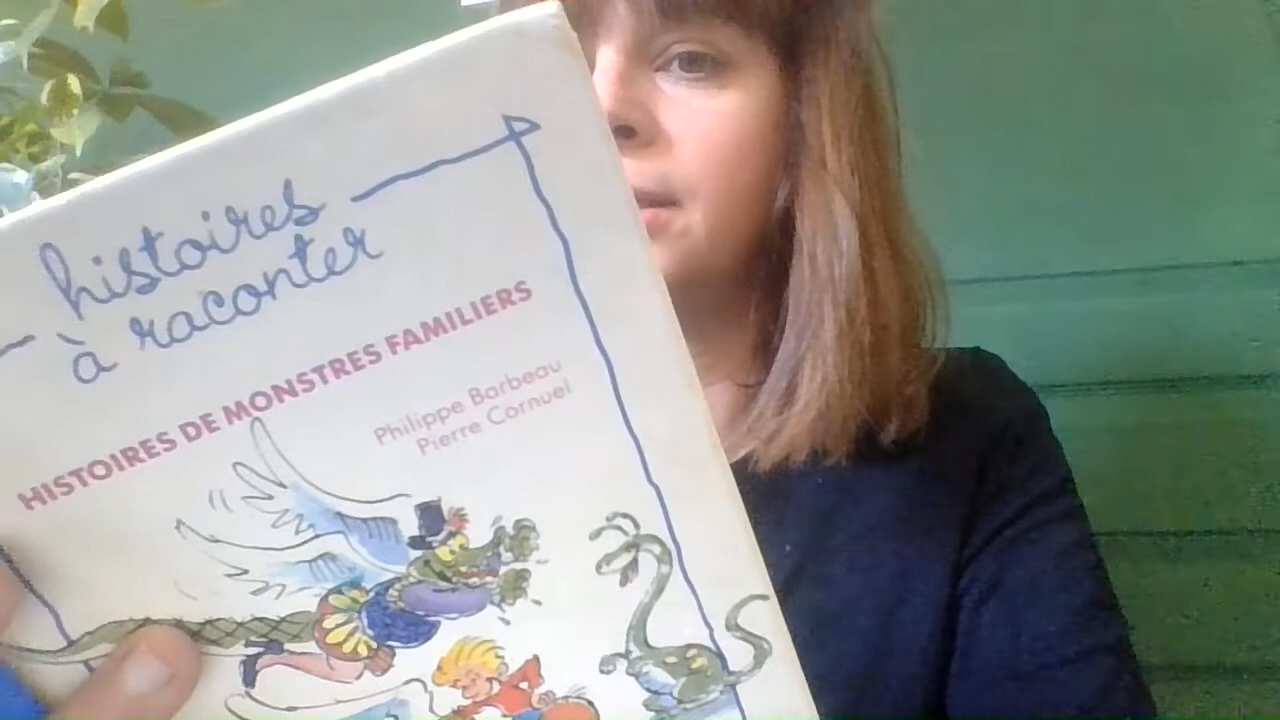 histoires
à raconter
HISTOIRES DE MONSTRES FAMILIERS
Philippe Barbeau
Pierre Cornuel